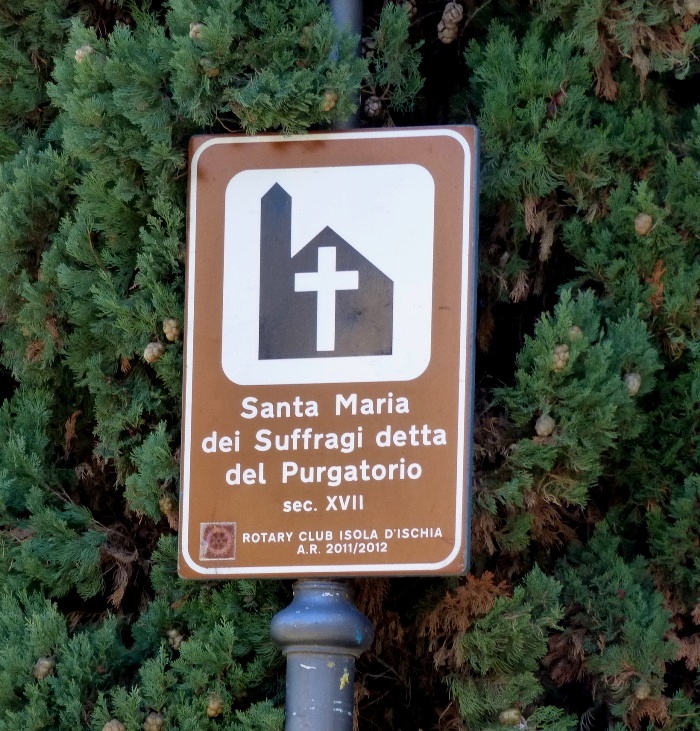 Santa Maria
dei Suffragi detta
del Purgatorio
sec. XVII
ROTARY CLUB ISOLA D'ISCHIA
A.R. 2011/2012